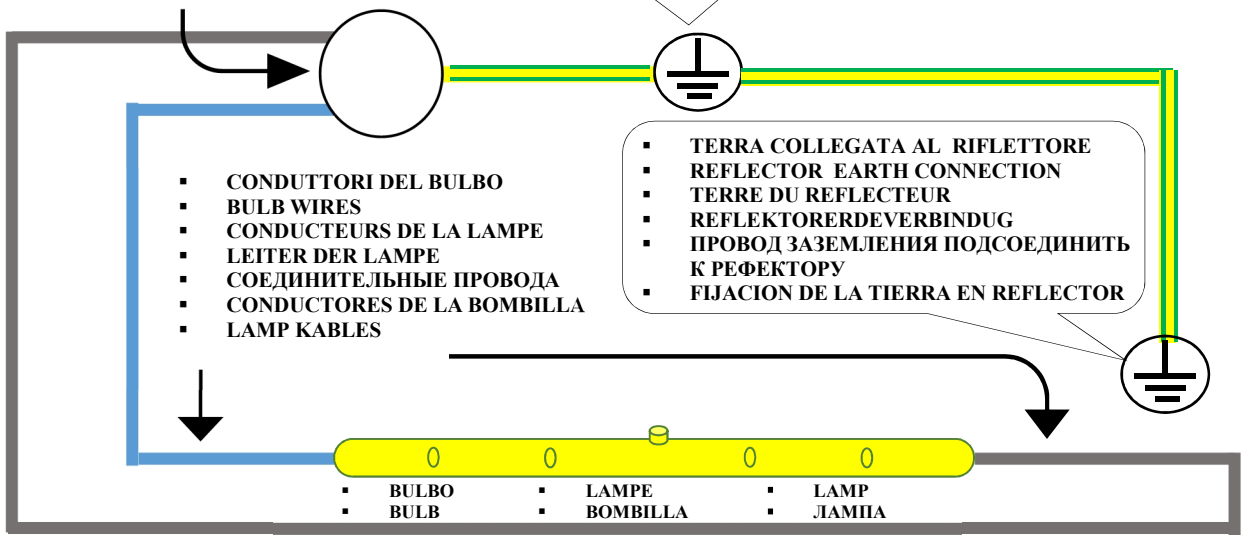 CONDUTTORI DEL BULBO
BULB WIRES
CONDUCTEURS DE LA LAMPE
LEITER DER LAMPE
СОЕДИНИТЕЛЬНЫЕ ПРОВОДА
CONDUCTORES DE LA BOMBILLA
LAMP KABLES
TERRA COLLEGATA AL RIFLETTORE
REFLECTOR EARTH CONNECTION
TERRE DU REFLECTEUR
REFLEKTORERDEVERBINDUG
ПРОВОД ЗАЗЕМЛЕНИЯ ПОДСОЕДИНИТЬ
К РЕФЕКТОРУ
FIJACION DE LA TIERRA EN REFLECTOR
BULBO
BULB
LAMPE
BOMBILLA
LAMP
ЛАМПА